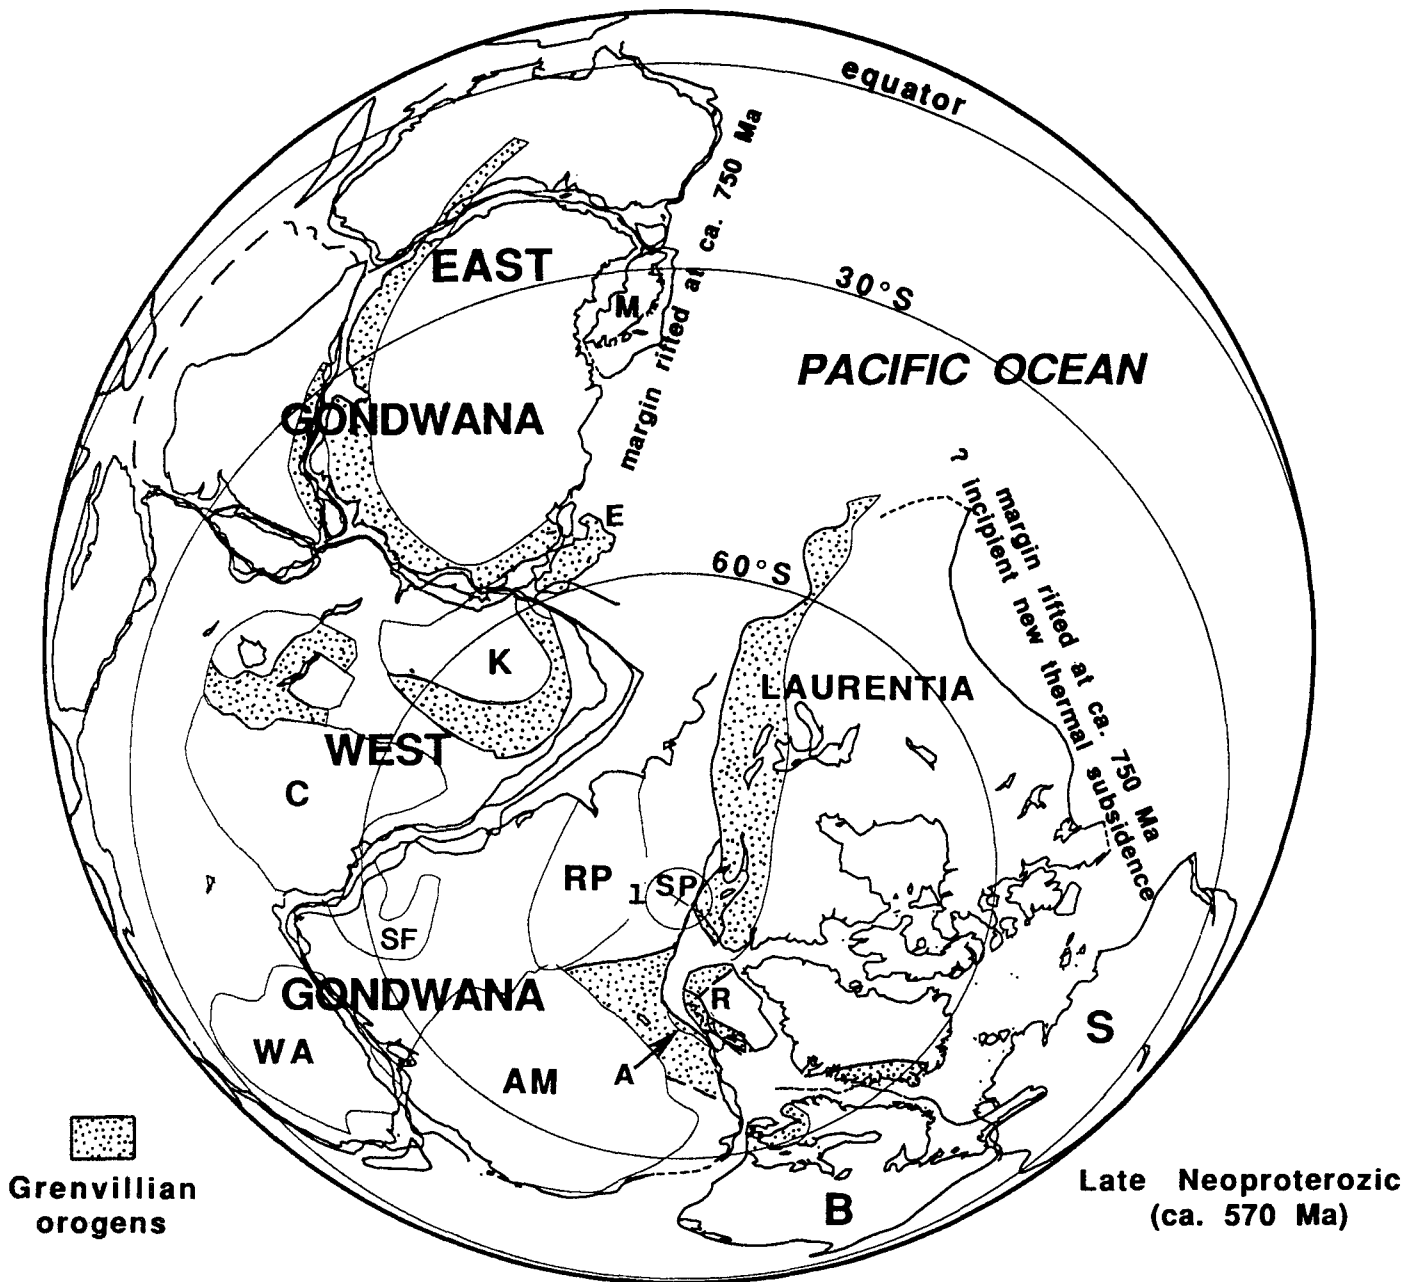 equator
margin rifted at ca. 750 Ma
EAST
30°S
M
PACIFIC OCEAN
GONDWANA
?
margin rifted at ca. 750 Ma
incipient new thermal subsidence
E
60°S
K
LAURENTIA
WEST
C
RP
1
SP
SF
GONDWANA
R
S
WA
A
AM
Grenvillian
orogens
B
Late Neoproterozic
(ca. 570 Ma)